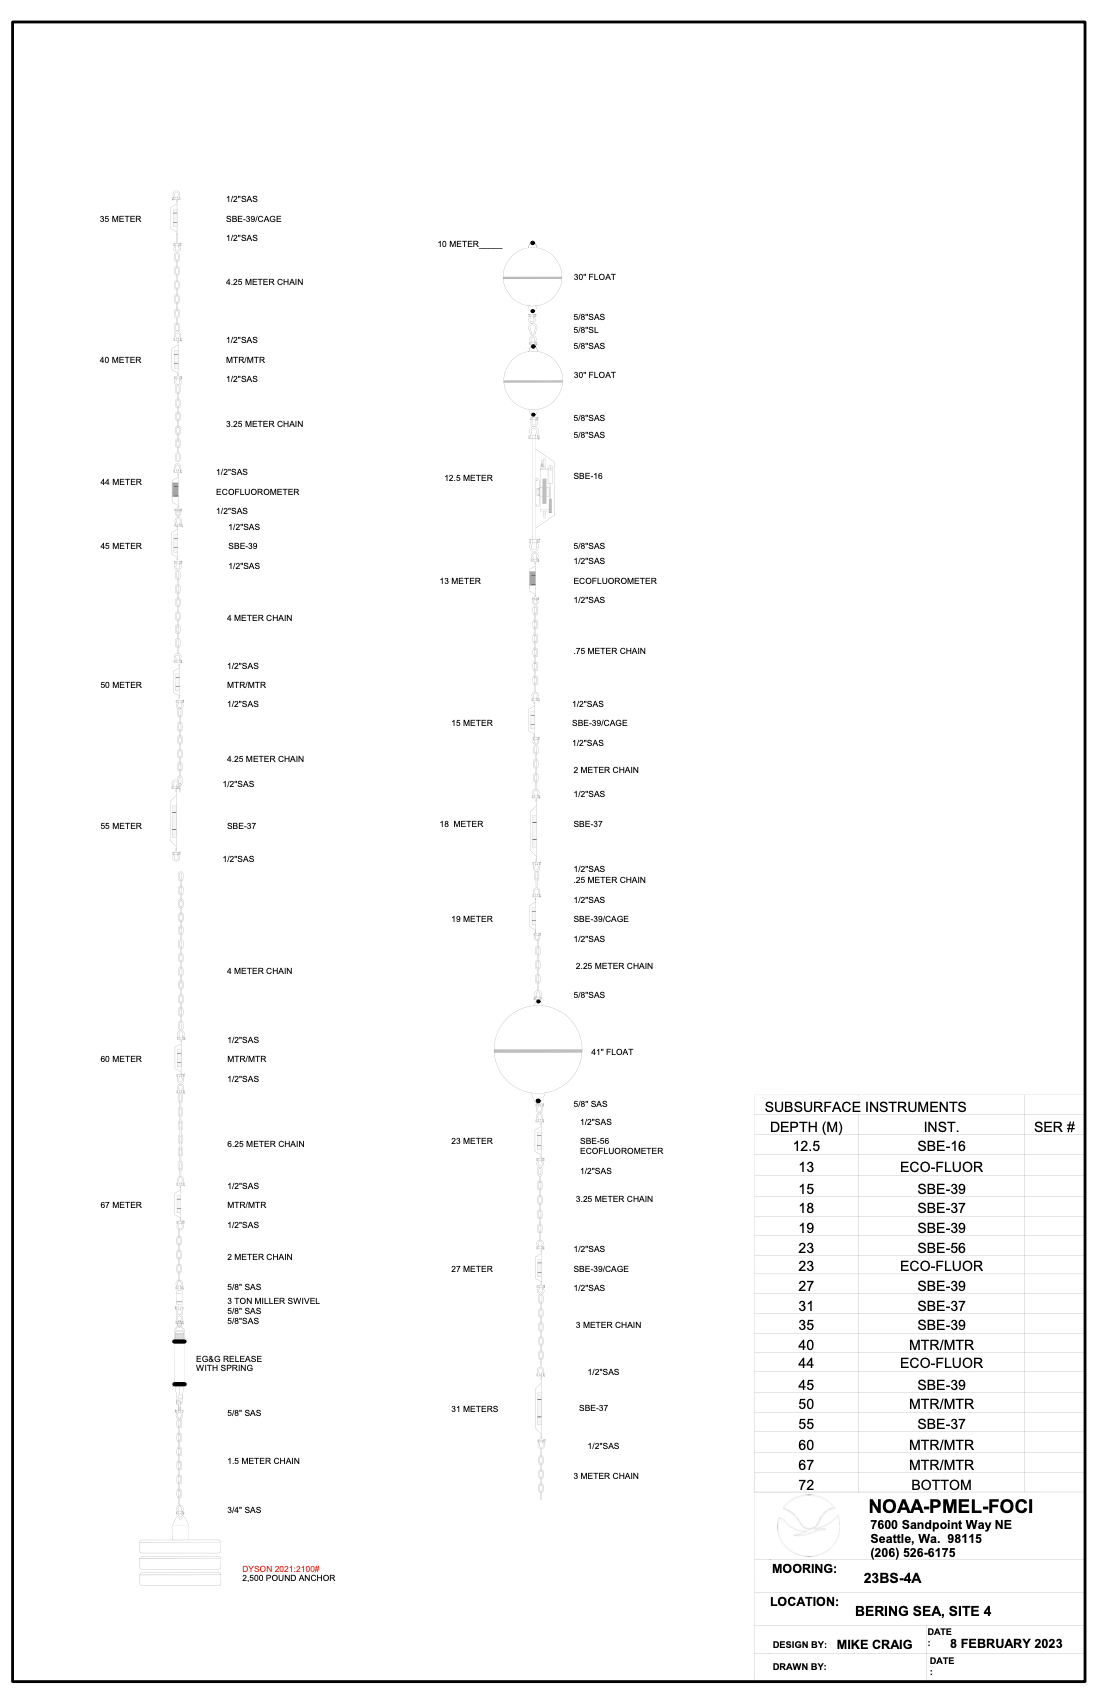 1/2"SAS
35 METER SBE-39/CAGE
1/2"SAS
4.25 METER CHAIN
1/2"SAS
40 METER MTR/MTR
1/2"SAS
3.25 METER CHAIN
1/2"SAS
44 METER
ECOFLUOROMETER
1/2"SAS
1/2"SAS
45 METER SBE-39
1/2"SAS
4 METER CHAIN
1/2"SAS
50 METER MTR/MTR
1/2"SAS
4.25 METER CHAIN
1/2"SAS
55 METER SBE-37
1/2"SAS
4 METER CHAIN
1/2"SAS
60 METER MTR/MTR
1/2"SAS
6.25 METER CHAIN
1/2"SAS
67 METER MTR/MTR
1/2"SAS
2 METER CHAIN
5/8" SAS
3 TON MILLER SWIVEL
5/8" SAS
5/8"SAS
EG&G RELEASE
WITH SPRING
5/8" SAS
1.5 METER CHAIN
3/4" SAS
DYSON 2021:2100#
2,500 POUND ANCHOR
10 METER_____
30" FLOAT
5/8"SAS
5/8"SL
5/8"SAS
30" FLOAT
5/8"SAS
5/8"SAS
12.5 METER SBE-16
5/8"SAS
1/2"SAS
13 METER ECOFLUOROMETER
1/2"SAS
.75 METER CHAIN
1/2"SAS
15 METER SBE-39/CAGE
1/2"SAS
2 METER CHAIN
1/2"SAS
18 METER SBE-37
1/2"SAS
.25 METER CHAIN
1/2"SAS
19 METER SBE-39/CAGE
1/2"SAS
2.25 METER CHAIN
5/8"SAS
41" FLOAT
5/8" SAS
1/2"SAS
23 METER SBE-56
ECOFLUOROMETER
1/2"SAS
3.25 METER CHAIN
1/2"SAS
27 METER SBE-39/CAGE
1/2"SAS
3 METER CHAIN
1/2"SAS
31 METERS SBE-37
1/2"SAS
3 METER CHAIN
SUBSURFACE INSTRUMENTS
DEPTH (M) INST. SER #
12.5 SBE-16
13 ECO-FLUOR
15 SBE-39
18 SBE-37
19 SBE-39
23 SBE-56
23 ECO-FLUOR
27 SBE-39
31 SBE-37
35 SBE-39
40 MTR/MTR
44 ECO-FLUOR
45 SBE-39
50 MTR/MTR
55 SBE-37
60 MTR/MTR
67 MTR/MTR
72 BOTTOM
NOAA-PMEL-FOCI
7600 Sandpoint Way NE
Seattle, Wa. 98115
(206) 526-6175
MOORING:
23BS-4A
LOCATION:
BERING SEA, SITE 4
DESIGN BY: MIKE CRAIG DATE : 8 FEBRUARY 2023
DRAWN BY: DATE :